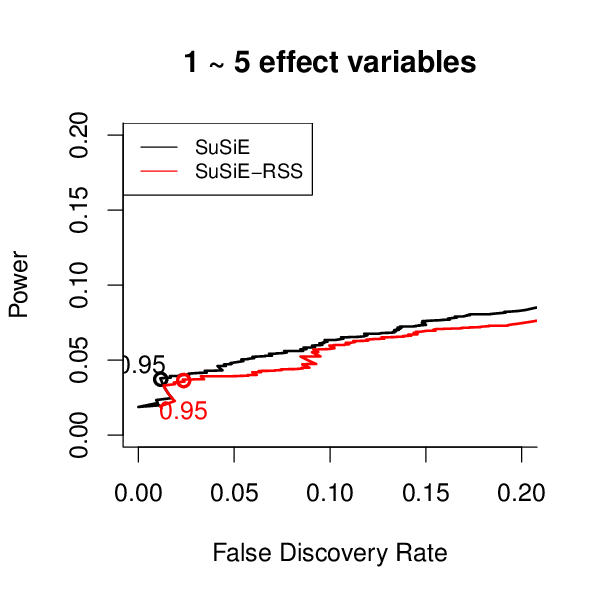 1 ~ 5 effect variables
SuSiE
SuSiE−RSS
Power
0.20
0.15
0.10
0.05
0.00
0.95
0.95
0.00 0.05 0.10 0.15 0.20
False Discovery Rate